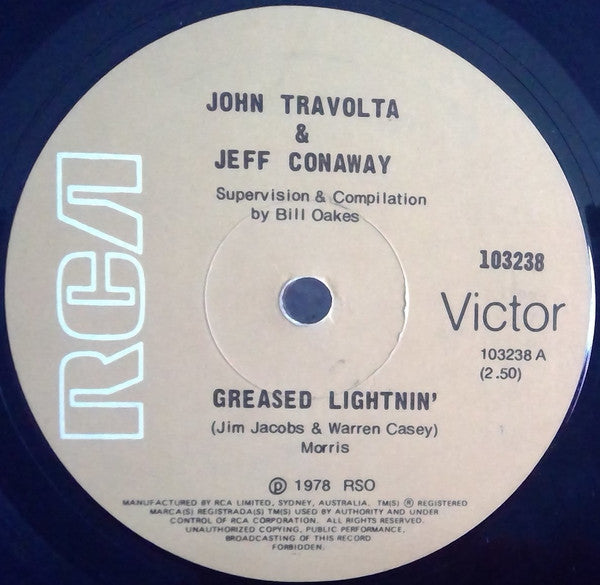 JOHN TRAVOLTA
&
JEFF CONAWAY
Supervision & Compilation
by Bill Oakes
RCA
103238
Victor
103238 A
(2.50)
GREASED LIGHTNIN'
(Jim Jacobs & Warren Casey)
Morris
℗ 1978 RSO
MANUFACTURED BY RCA LIMITED, SYDNEY, AUSTRALIA. TM(S) ® REGISTERED
MARCA(S) REGISTRADA(S) TM(S) USED BY AUTHORITY AND UNDER
CONTROL OF RCA CORPORATION. ALL RIGHTS RESERVED.
UNAUTHORIZED COPYING, PUBLIC PERFORMANCE,
BROADCASTING OF THIS RECORD
FORBIDDEN.